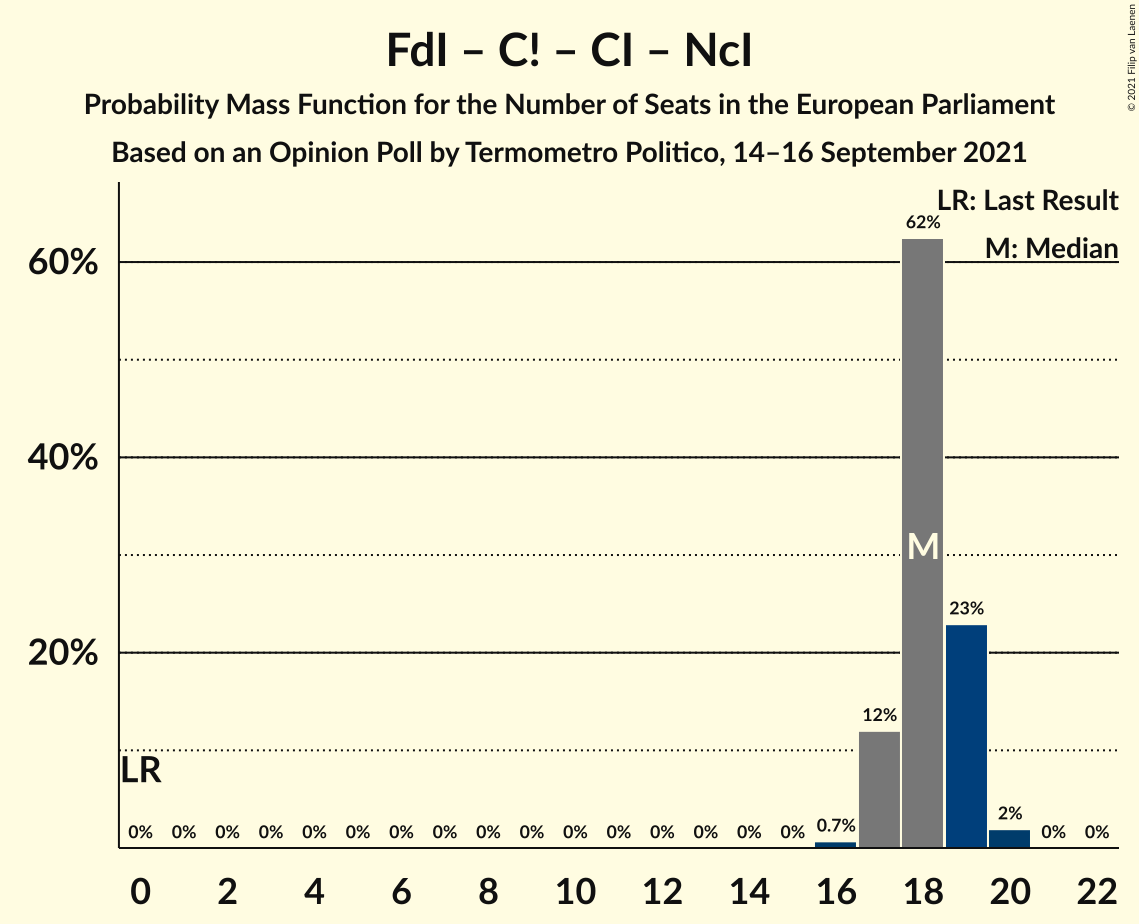 FdI – C! – CI – NcI
Probability Mass Function for the Number of Seats in the European Parliament
Based on an Opinion Poll by Termometro Politico, 14–16 September 2021
© 2021 Filip van Laenen
LR: Last Result
M: Median
60%
40%
20%
62%
M
23%
12%
LR
0% 0% 0% 0% 0% 0% 0% 0% 0% 0% 0% 0% 0% 0% 0% 0% 0.7% 2% 0% 0%
0 2 4 6 8 10 12 14 16 18 20 22